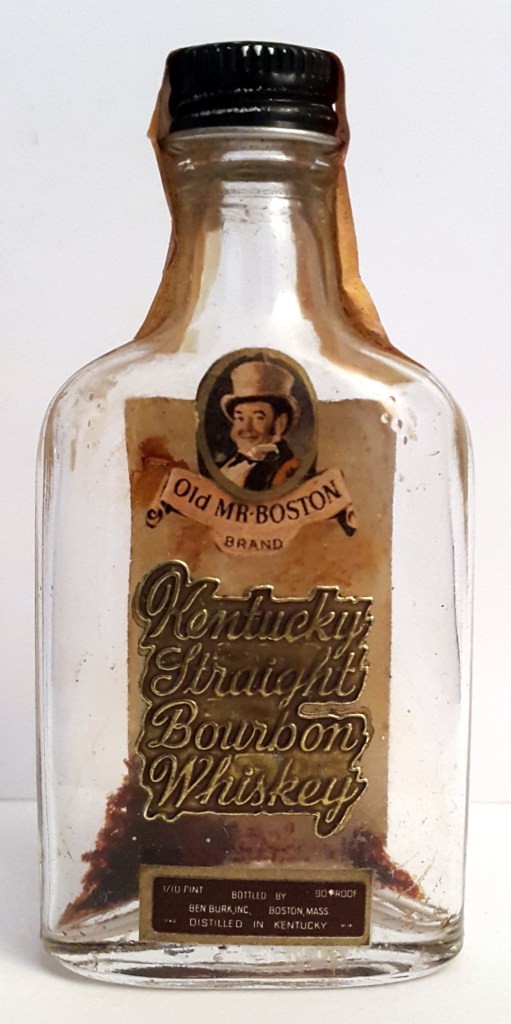 Old MR·BOSTON
BRAND
Kentucky
Straight
Bourbon
Whiskey
1/10 PINT BOTTLED BY 90 PROOF
BEN BURK, INC. BOSTON, MASS
DISTILLED IN KENTUCKY